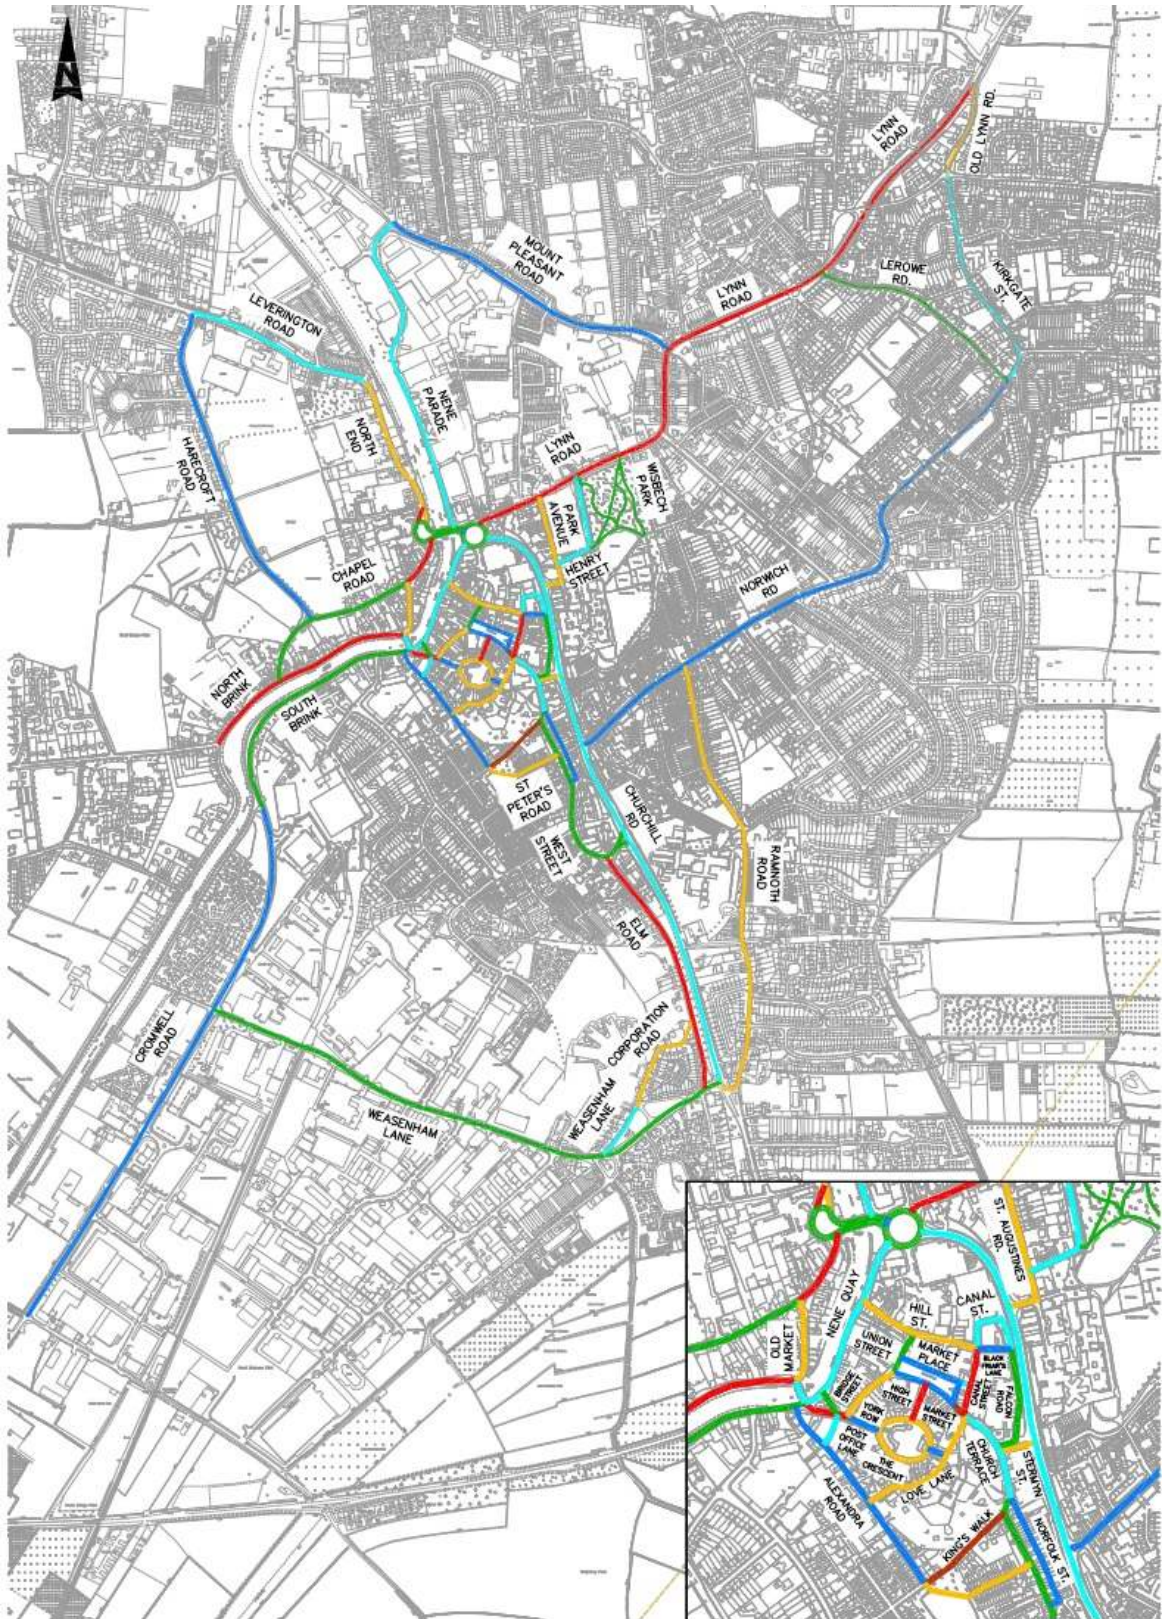 N
LYNN
ROAD
OLD LYNN RD.
MOUNT
PLEASANT
ROAD
LEROWE
RD.
KIRKGATE
ST.
LYNN
ROAD
LEVERINGTON
ROAD
NENE
PARADE
NORTH
END
HARECROFT
ROAD
LYNN
ROAD
WISBECH
PARK
PARK
AVENUE
HENRY
STREET
CHAPEL
ROAD
NORWICH
RD
NORTH
BRINK
SOUTH
BRINK
ST
PETER'S
ROAD
CHURCHILL
RD
WEST
STREET
RAMNOTH
ROAD
ELM
ROAD
CROMWELL
ROAD
CORPORATION
ROAD
WEASENHAM
LANE
WEASENHAM
LANE
ST. AUGUSTINES
RD.
NENE QUAY
HILL
ST.
CANAL
ST.
OLD
MARKET
UNION
STREET
MARKET
PLACE
BLACK
FRIAR'S
LANE
BRIDGE
STREET
HIGH
STREET
CANAL
STREET
FALCON
ROAD
YORK
ROW
MARKET
STREET
POST
OFFICE
LANE
CHURCH
TERRACE
THE
CRESCENT
STERMYN
ST.
LOVE LANE
ALEXANDRA
ROAD
KING'S WALK
NORFOLK ST.